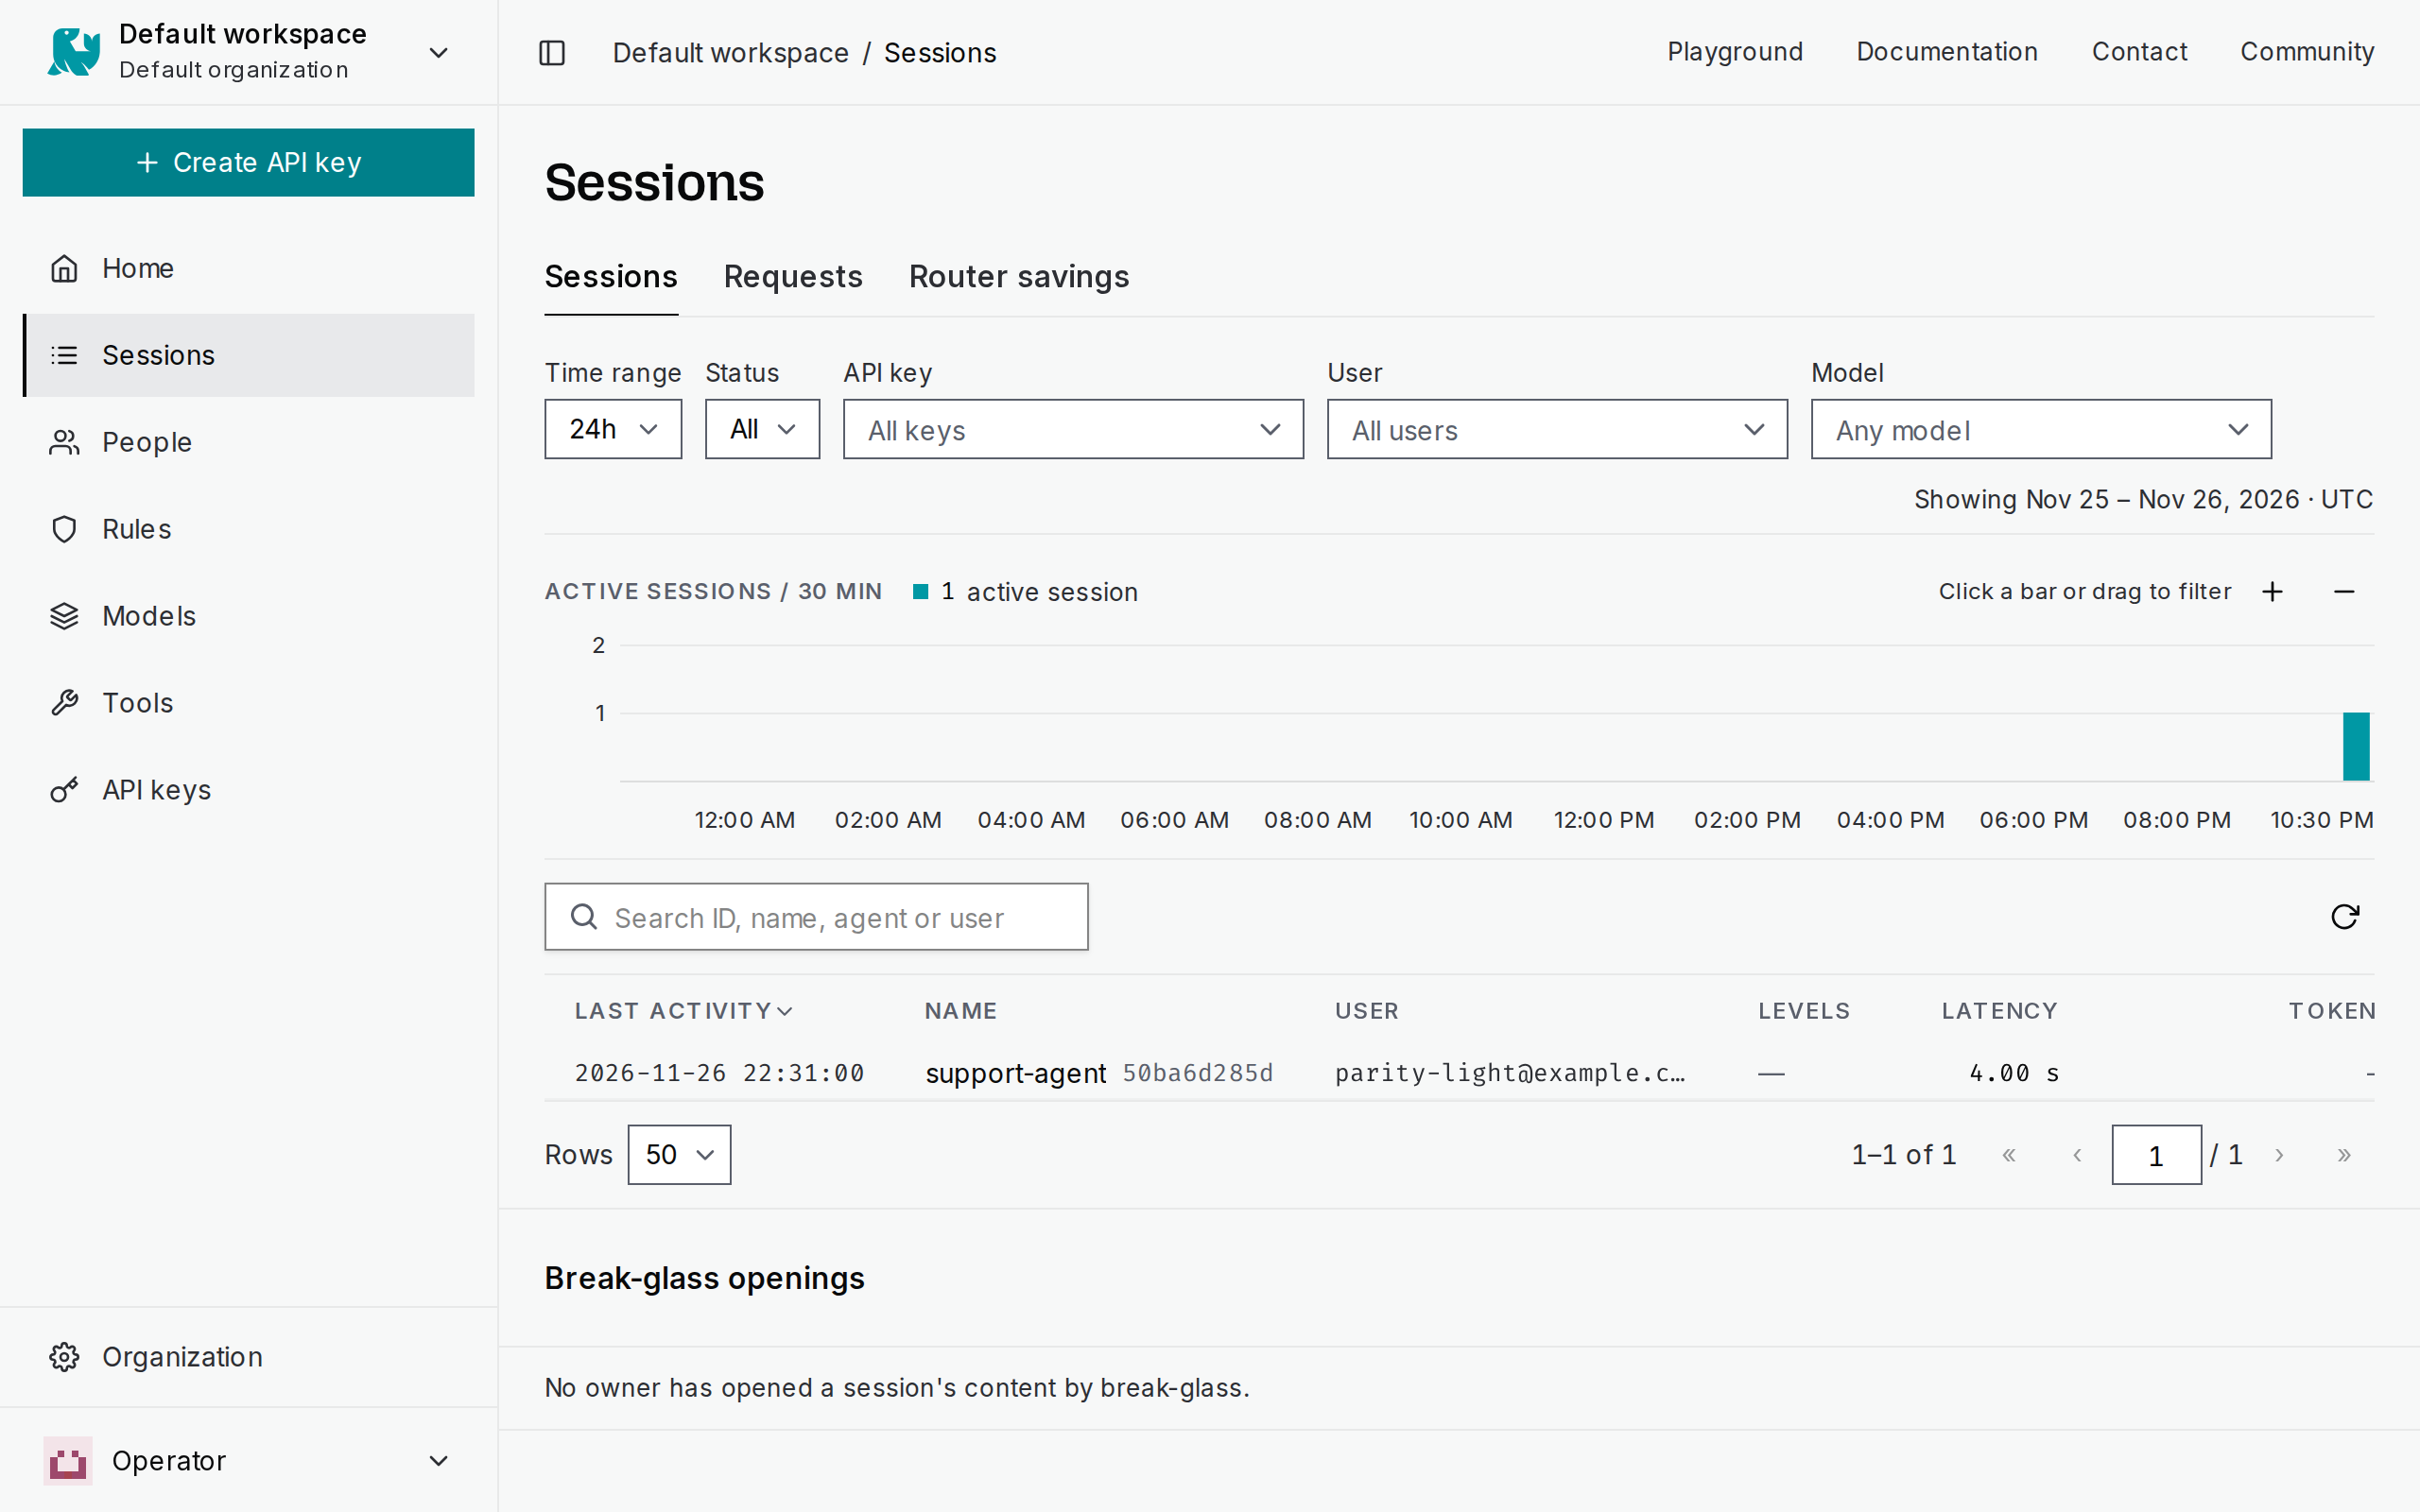 Default workspace
Default organization
Default workspace / Sessions
Playground Documentation Contact Community
Create API key
Home
Sessions
People
Rules
Models
Tools
API keys
Organization
Operator
Sessions
Sessions Requests Router savings
Time range Status API key User Model
24h All All keys All users Any model
Showing Nov 25 – Nov 26, 2026 · UTC
ACTIVE SESSIONS / 30 MIN 1 active session Click a bar or drag to filter
2
1
12:00 AM 02:00 AM 04:00 AM 06:00 AM 08:00 AM 10:00 AM 12:00 PM 02:00 PM 04:00 PM 06:00 PM 08:00 PM 10:30 PM
Search ID, name, agent or user
LAST ACTIVITY NAME USER LEVELS LATENCY TOKEN
2026-11-26 22:31:00 support-agent 50ba6d285d parity-light@example.c… — 4.00 s -
Rows 50 1–1 of 1 « ‹ 1 / 1 › »
Break-glass openings
No owner has opened a session's content by break-glass.